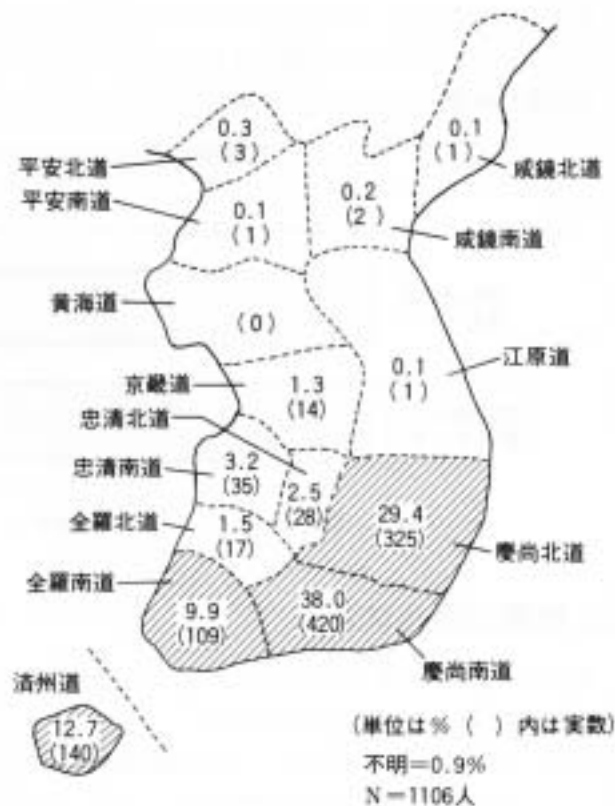 0.3
(3)
平安北道
0.1
(1)
咸鏡北道
平安南道
0.1
(1)
0.2
(2)
咸鏡南道
黄海道
(0)
江原道
0.1
(1)
京畿道
1.3
(14)
忠清北道
忠清南道
3.2
(35)
2.5
(28)
全羅北道
1.5
(17)
29.4
(325)
慶尚北道
全羅南道
9.9
(109)
38.0
(420)
慶尚南道
済州道
12.7
(140)
(単位は% ( ) 内は実数)
不明=0.9%
N=1106人